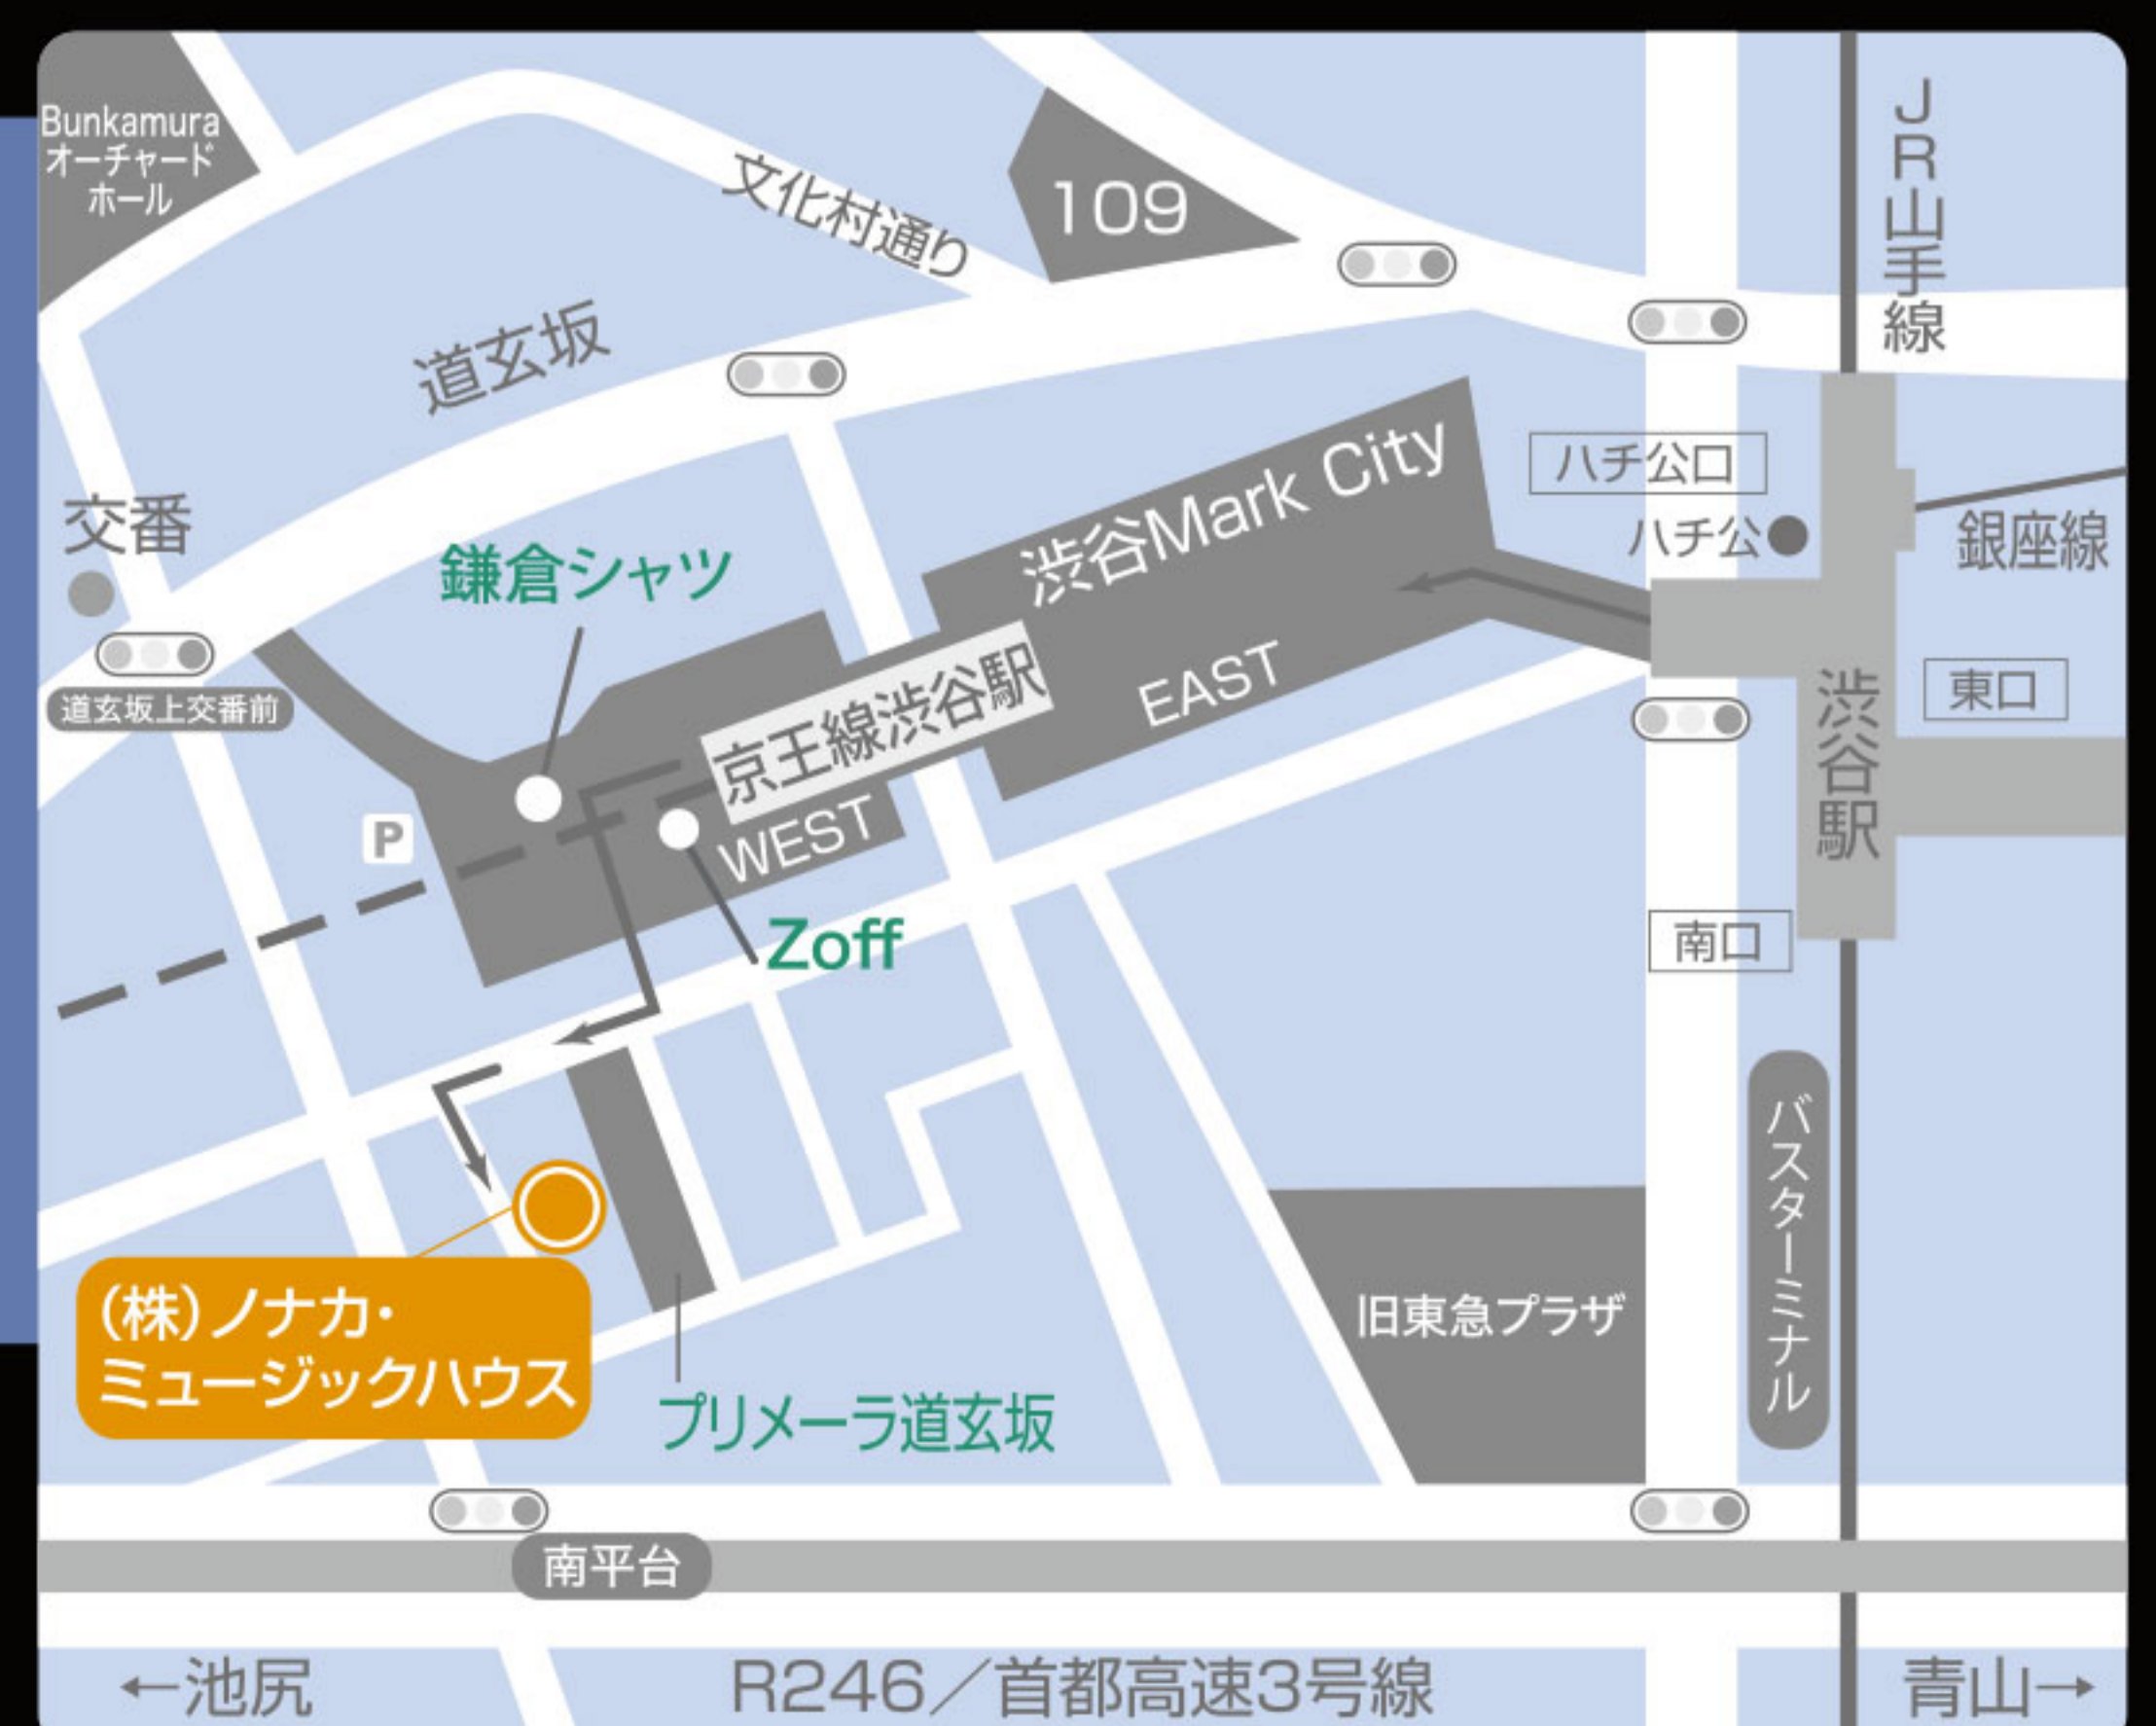 Bunkamura
オーチャード
ホール
文化村通り
109
JR山手線
道玄坂
ハチ公口
ハチ公
銀座線
交番
道玄坂上交番前
鎌倉シャツ
渋谷Mark City
EAST
京王線渋谷駅
WEST
P
Zoff
渋谷駅
東口
南口
バスターミナル
旧東急プラザ
(株)ノナカ・
ミュージックハウス
プリメーラ道玄坂
南平台
←池尻
R246/首都高速3号線
青山→